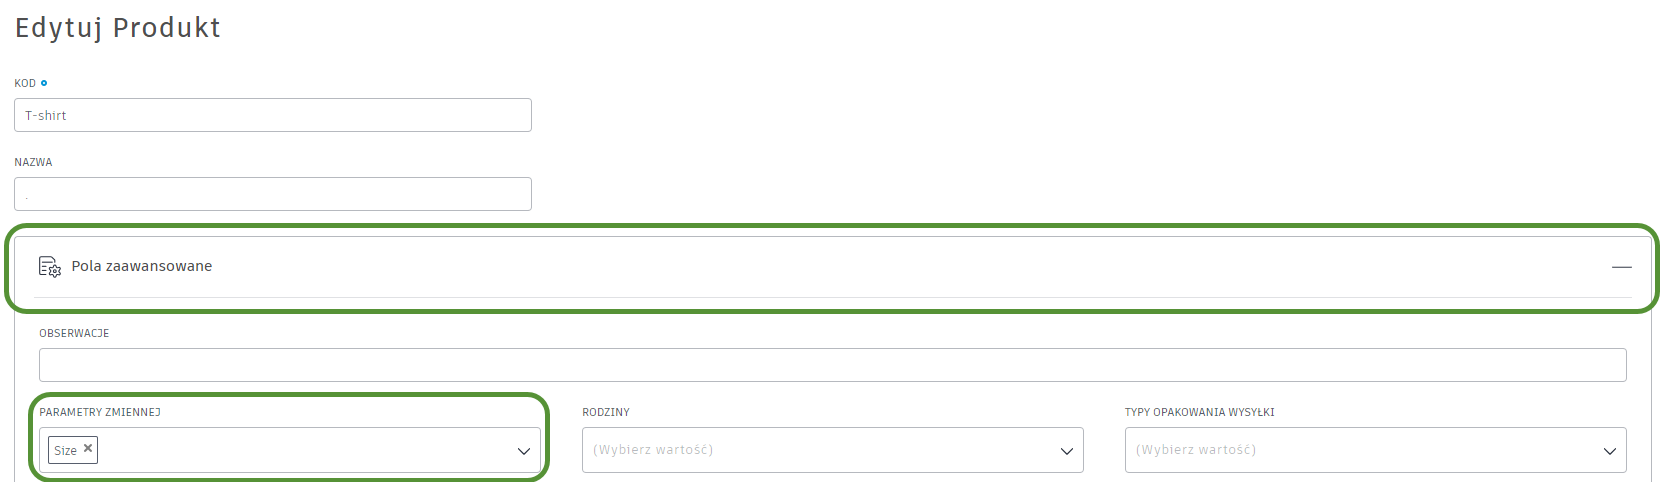 Edytuj Produkt
KOD
T-shirt
NAZWA
.
Pola zaawansowane
OBSERWACJE
PARAMETRY ZMIENNEJ
Size ×
RODZINY
(Wybierz wartość)
TYPY OPAKOWANIA WYSYŁKI
(Wybierz wartość)